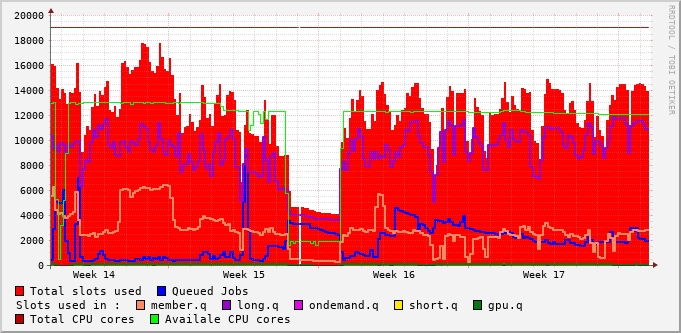 20000
18000
16000
14000
12000
10000
8000
6000
4000
2000
0
Week 14 Week 15 Week 16 Week 17
RRDTOOL / TOBI OETIKER
Total slots used Queued Jobs
Slots used in : member.q long.q ondemand.q short.q gpu.q
Total CPU cores Availale CPU cores